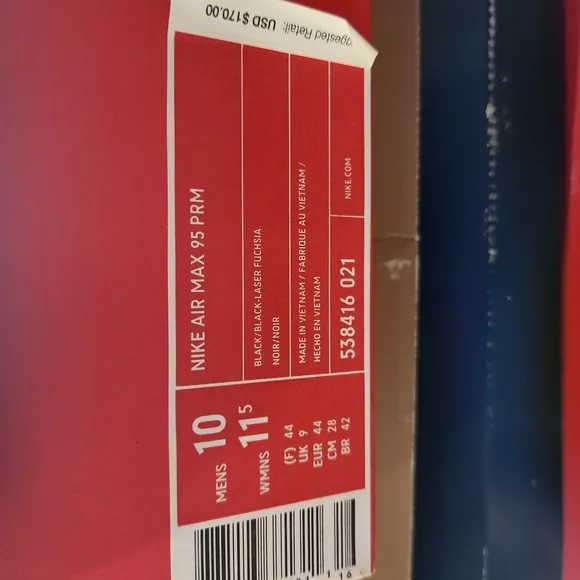 ggested Retail: USD $170.00
NIKE AIR MAX 95 PRM
BLACK/BLACK-LASER FUCHSIA
NOIR/NOIR
MADE IN VIETNAM / FABRIQUE AU VIETNAM /
HECHO EN VIETNAM
538416 021
NIKE.COM
MENS 10
WMNS 11 5
(F) 44
UK 9
EUR 44
CM 28
BR 42